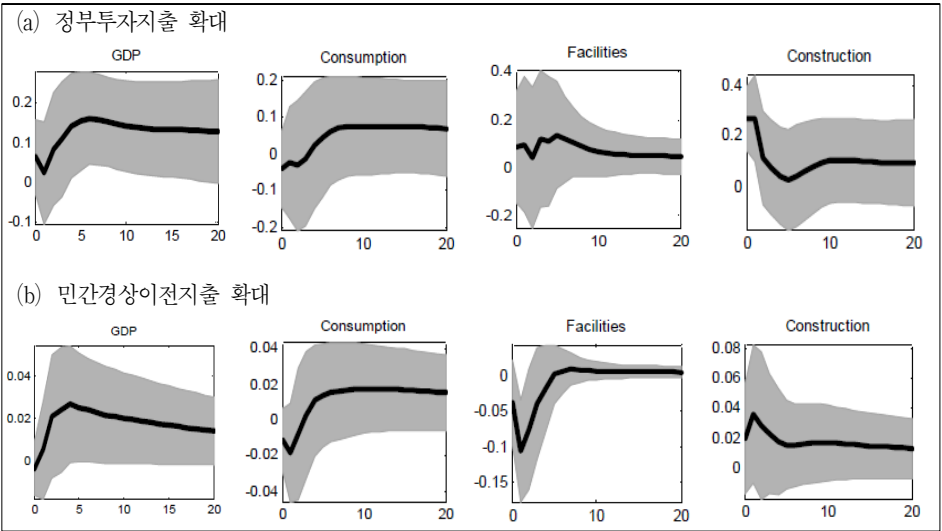 (a) 정부투자지출 확대
GDP
Consumption
Facilities
Construction
0.2
0.1
0
-0.1
0 5 10 15 20
0.2
0.1
0
-0.1
-0.2
0 10 20
0.4
0.2
0
-0.2
0 10 20
0.4
0.2
0
0 10 20
(b) 민간경상이전지출 확대
GDP
Consumption
Facilities
Construction
0.04
0.02
0
0 5 10 15 20
0.04
0.02
0
-0.02
-0.04
0 10 20
0
-0.05
-0.1
-0.15
0 10 20
0.08
0.06
0.04
0.02
0
0 10 20